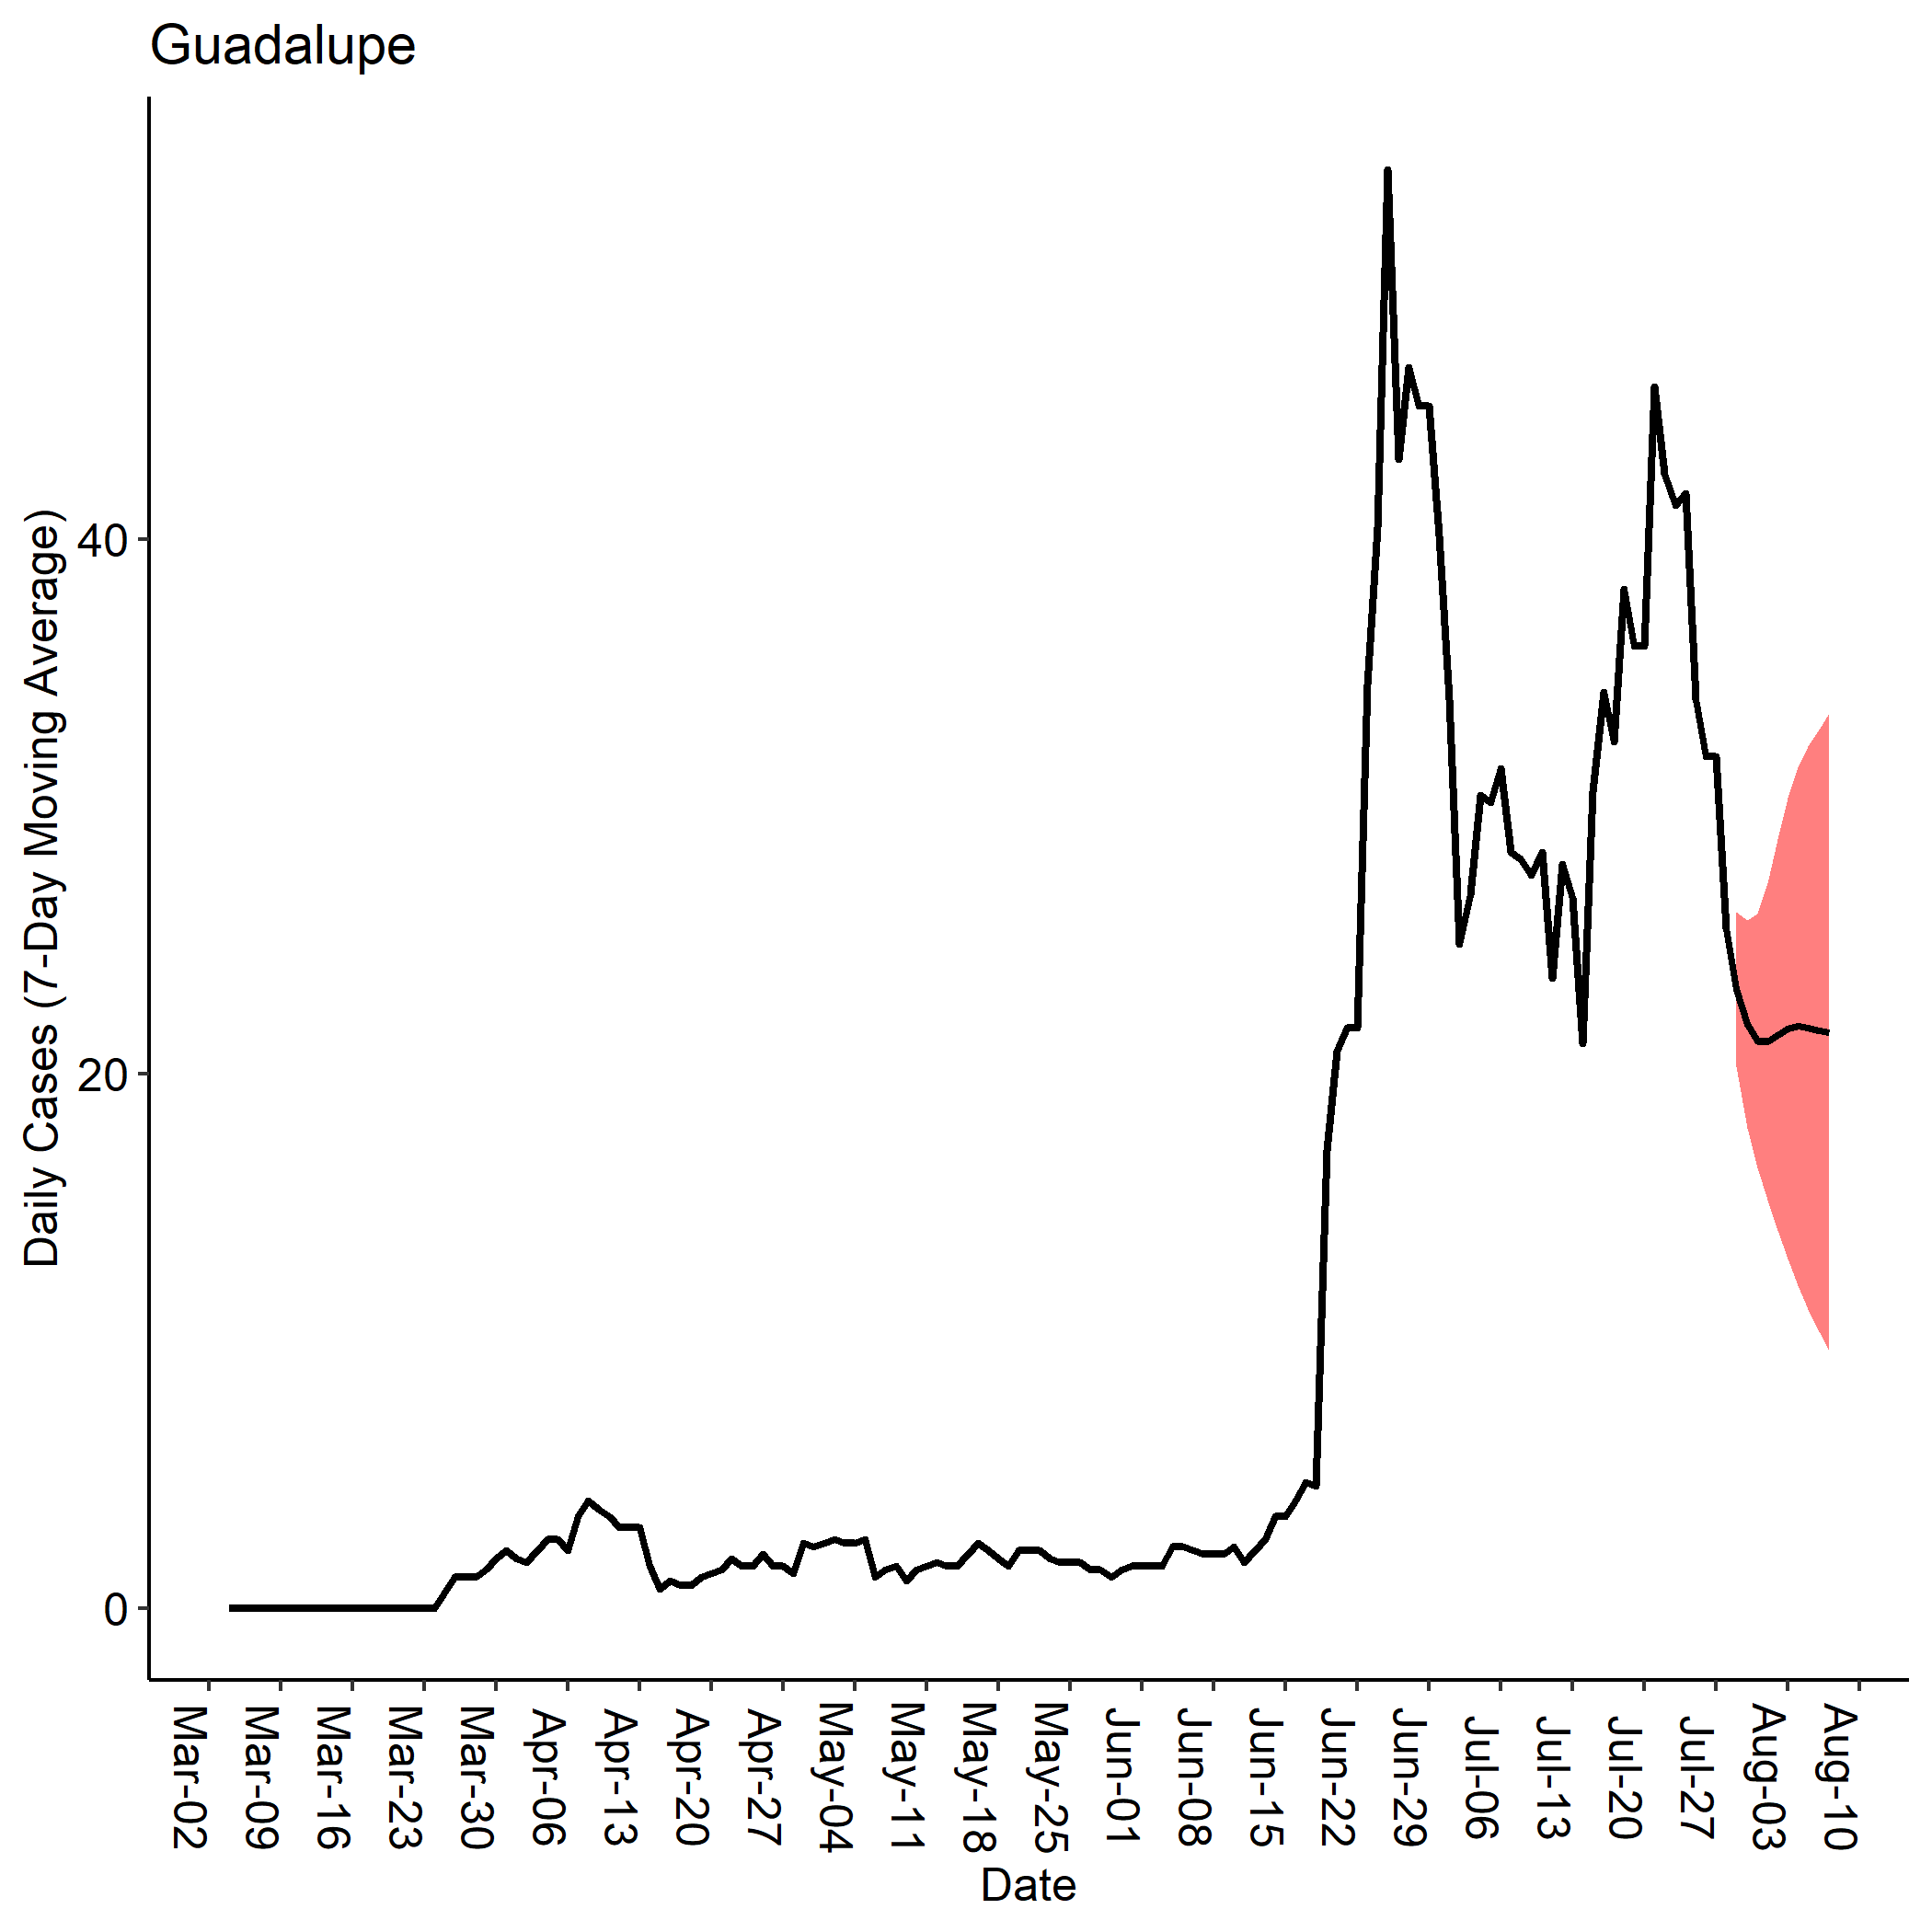 Guadalupe
Daily Cases (7-Day Moving Average)
40
20
0
Mar-02
Mar-09
Mar-16
Mar-23
Mar-30
Apr-06
Apr-13
Apr-20
Apr-27
May-04
May-11
May-18
May-25
Jun-01
Jun-08
Jun-15
Jun-22
Jun-29
Jul-06
Jul-13
Jul-20
Jul-27
Aug-03
Aug-10
Date